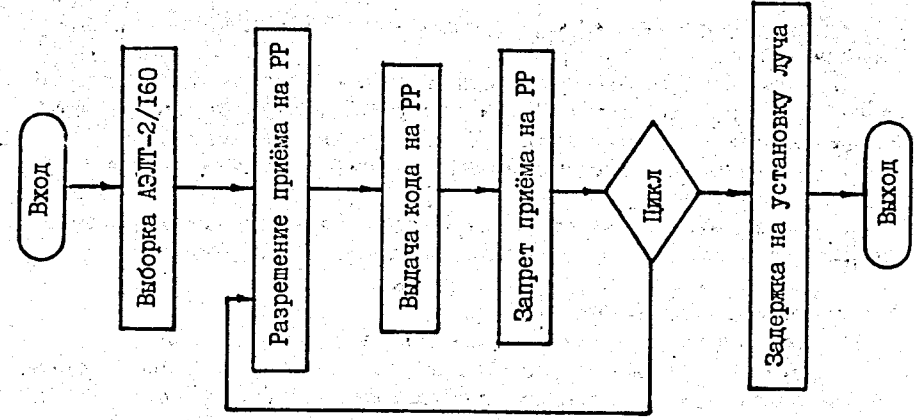 Вход
Выборка АЭЛТ-2/I60
Разрешение приёма на РР
Выдача кода на РР
Запрет приёма на РР
Цикл
Задержка на установку луча
Выход